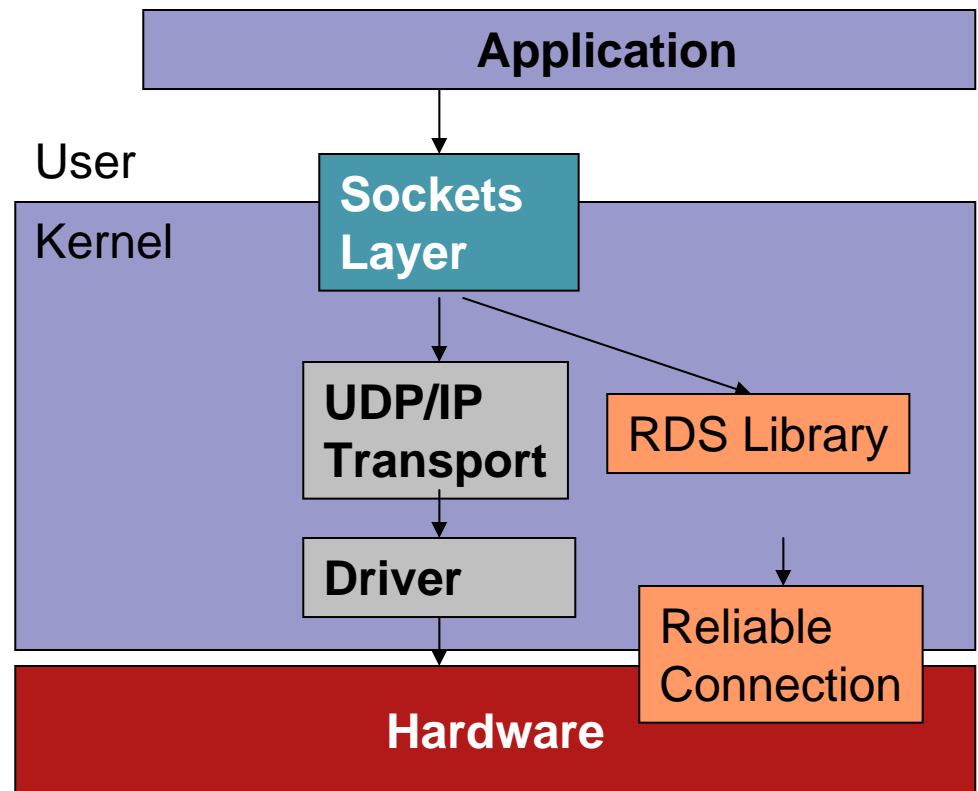 Application
User
Sockets
Layer
Kernel
UDP/IP
Transport
RDS Library
Driver
Reliable
Connection
Hardware